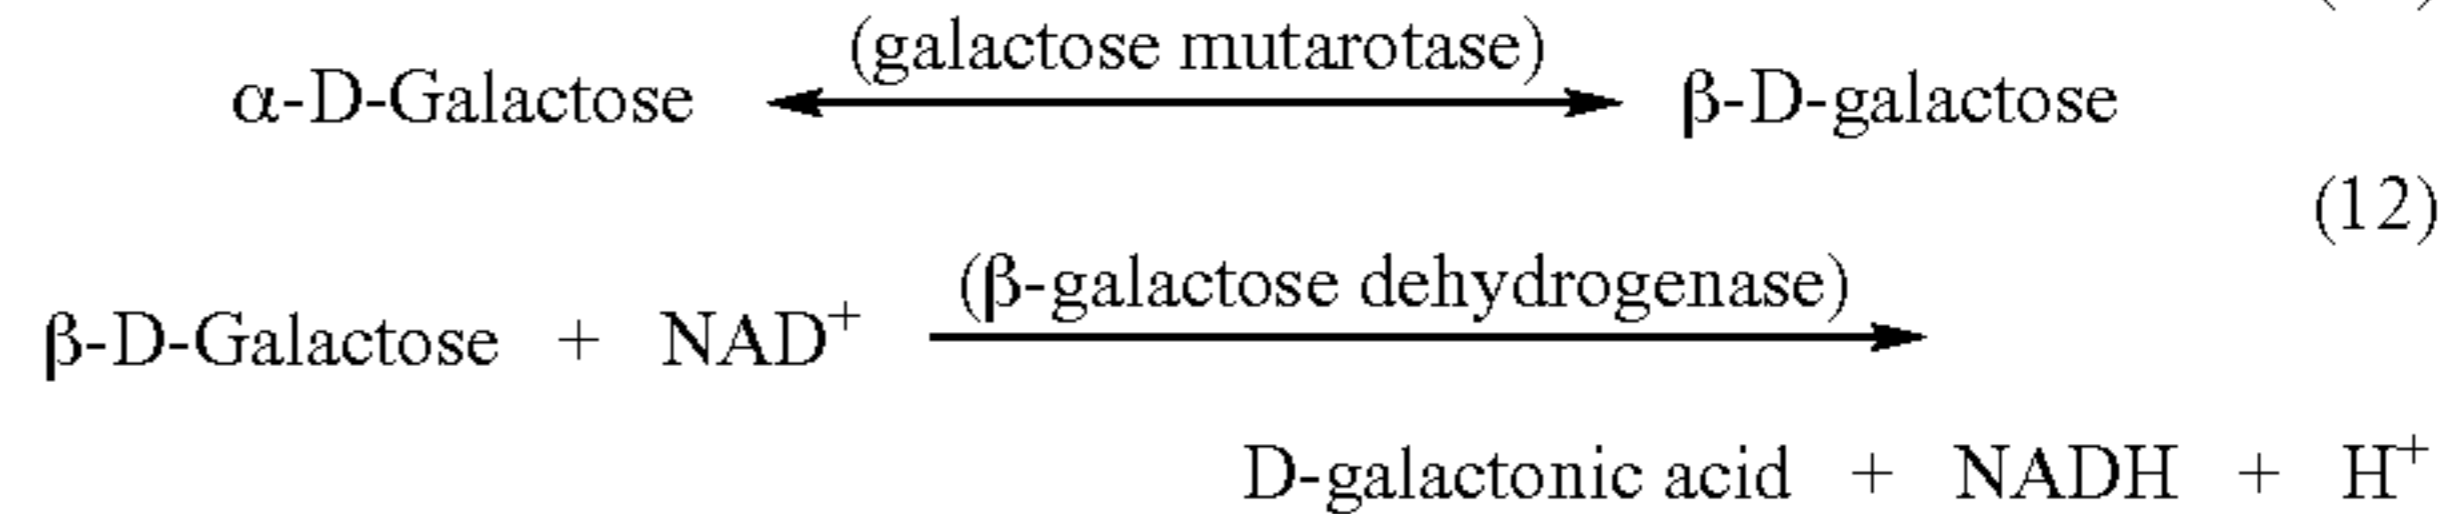 (galactose mutarotase)
α-D-Galactose ⟷ β-D-galactose
(12)
(β-galactose dehydrogenase)
β-D-Galactose + NAD⁺ ⟶
D-galactonic acid + NADH + H⁺